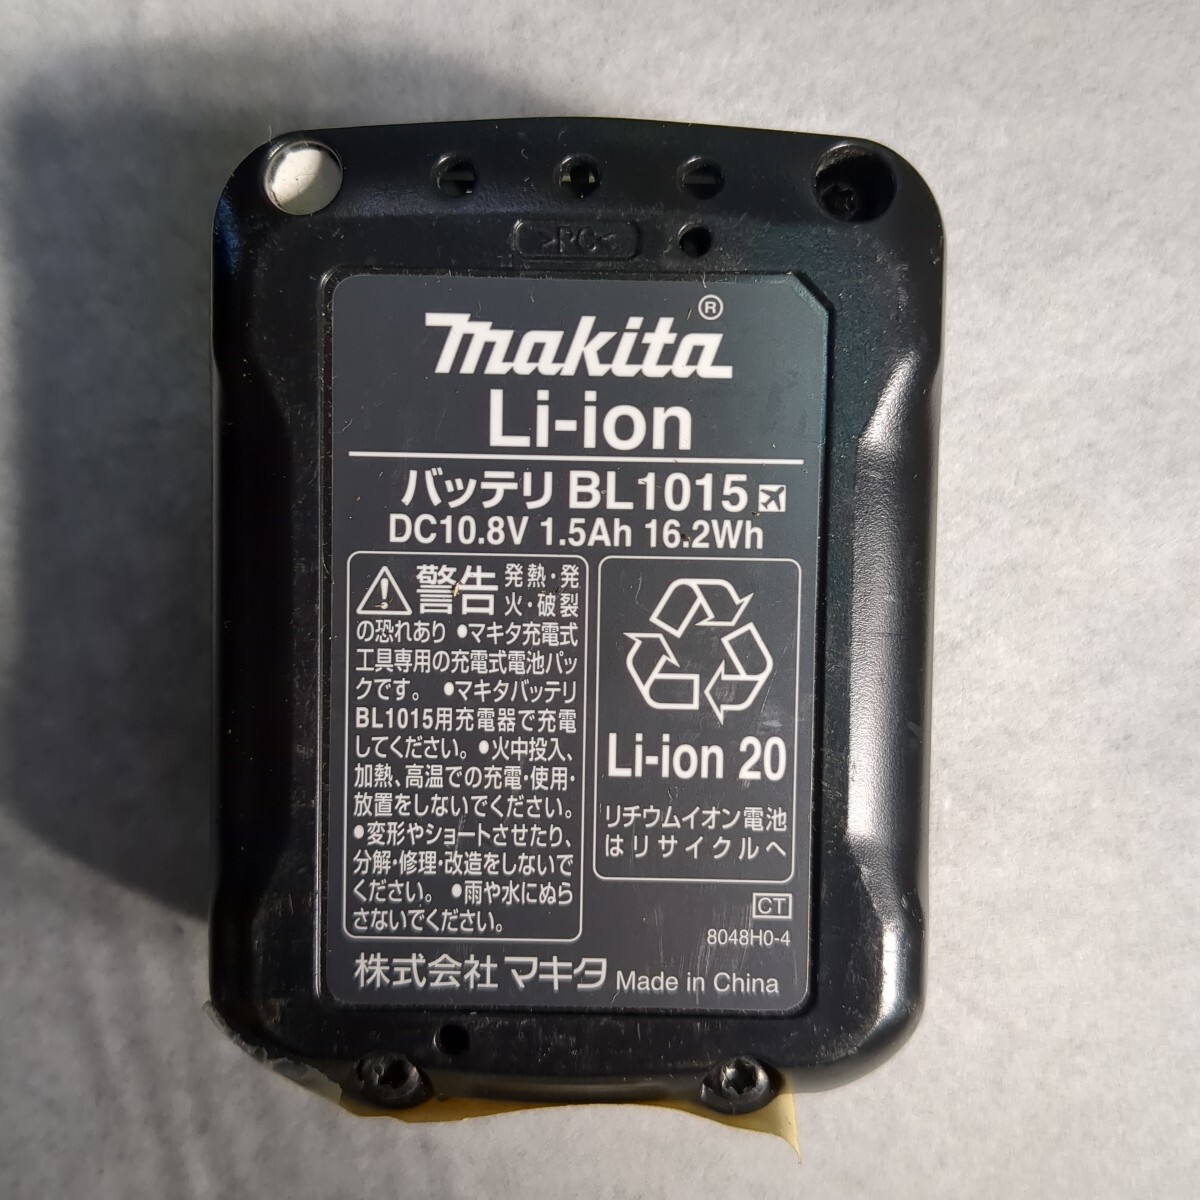 >PC<
makita®
Li-ion
バッテリ BL1015
DC10.8V 1.5Ah 16.2Wh
警告 発熱・発
火・破裂
の恐れあり ●マキタ充電式
工具専用の充電式電池パッ
クです。 ●マキタバッテリ
BL1015用充電器で充電
してください。●火中投入、
加熱、高温での充電・使用・
放置をしないでください。
●変形やショートさせたり、
分解・修理・改造をしないで
ください。 ●雨や水にぬら
さないでください。
Li-ion 20
リチウムイオン電池
はリサイクルへ
CT
8048H0-4
株式会社 マキタ Made in China